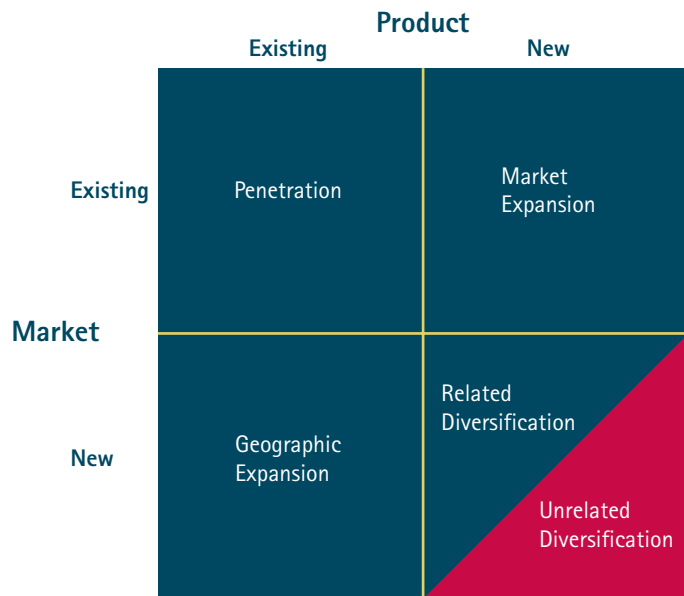 Product
Existing
New
Existing
Penetration
Market
Expansion
Market
New
Geographic
Expansion
Related
Diversification
Unrelated
Diversification